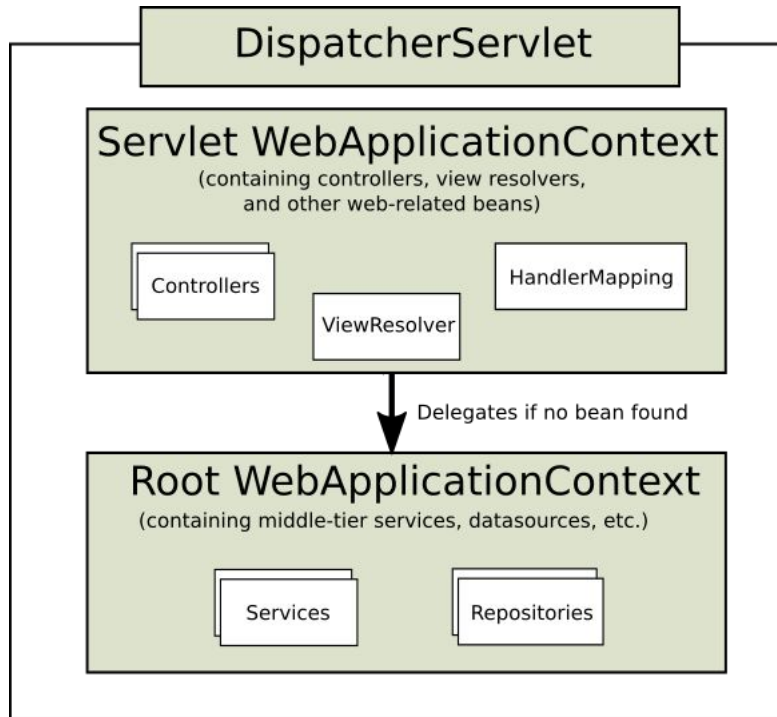 DispatcherServlet
Servlet WebApplicationContext
(containing controllers, view resolvers,
and other web-related beans)
Controllers
HandlerMapping
ViewResolver
Delegates if no bean found
Root WebApplicationContext
(containing middle-tier services, datasources, etc.)
Services
Repositories